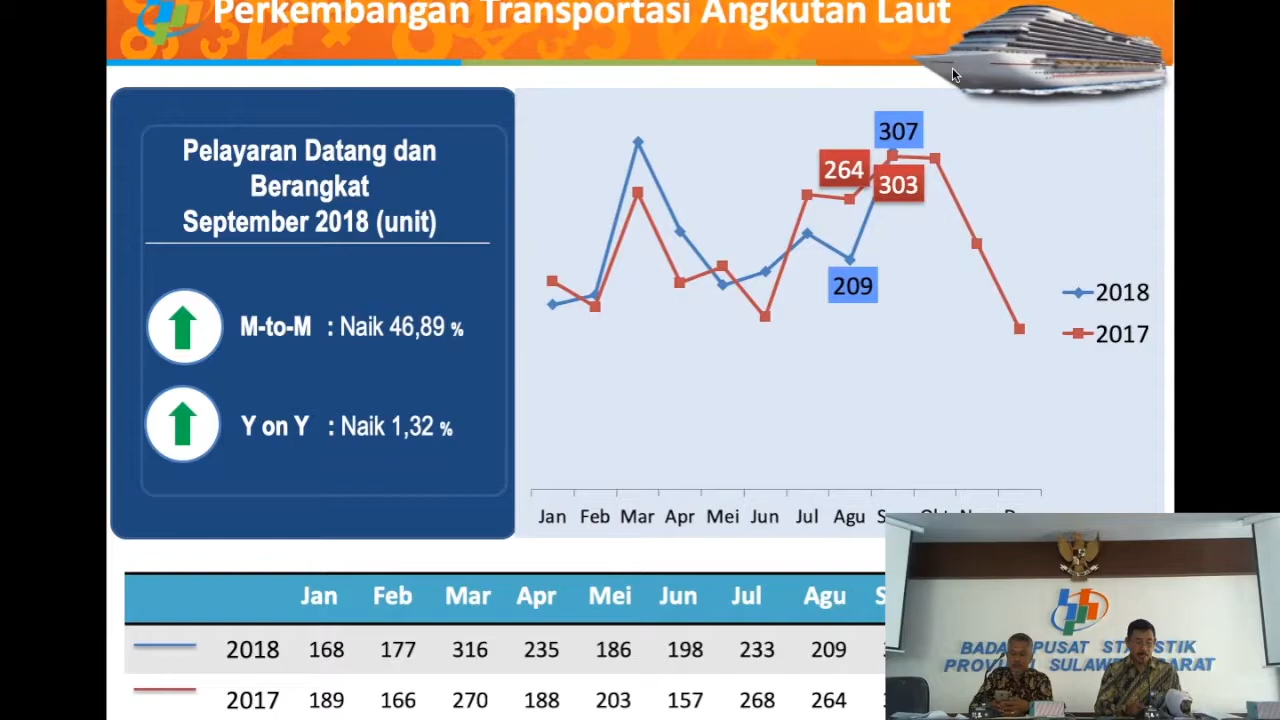 Perkembangan Transportasi Angkutan Laut
Pelayaran Datang dan
Berangkat
September 2018 (unit)
M-to-M : Naik 46,89 %
Y on Y : Naik 1,32 %
307
264
303
209
2018
2017
Jan Feb Mar Apr Mei Jun Jul Agu
Jan Feb Mar Apr Mei Jun Jul Agu
2018 168 177 316 235 186 198 233 209
2017 189 166 270 188 203 157 268 264
BADAN PUSAT STATISTIK
PROVINSI SULAWESI BARAT